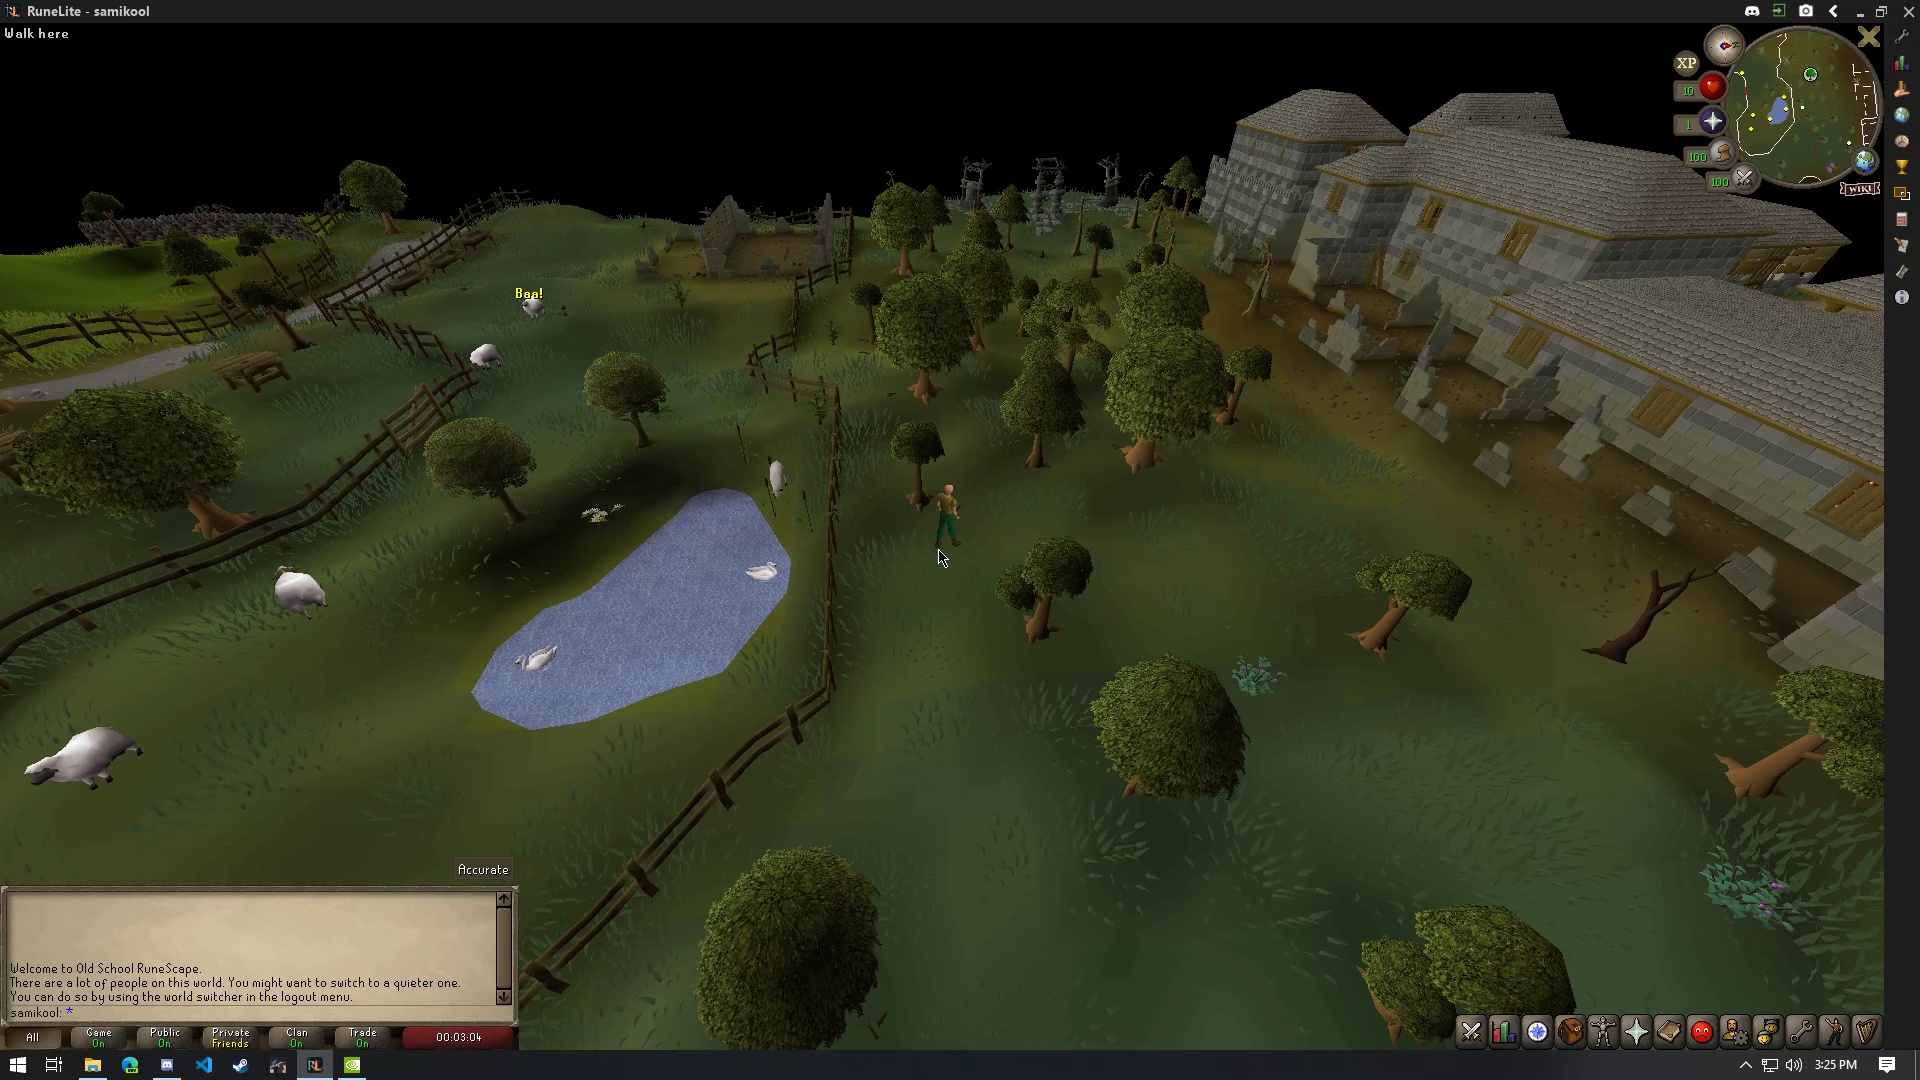 RuneLite - samikool
Walk here
XP
10
1
100
100
WIKI
Baa!
Accurate
Welcome to Old School RuneScape.
There are a lot of people on this world. You might want to switch to a quieter one.
You can do so by using the world switcher in the logout menu.
samikool: *
All
Game
On
Public
On
Private
Friends
Clan
On
Trade
On
00:03:04
3:25 PM